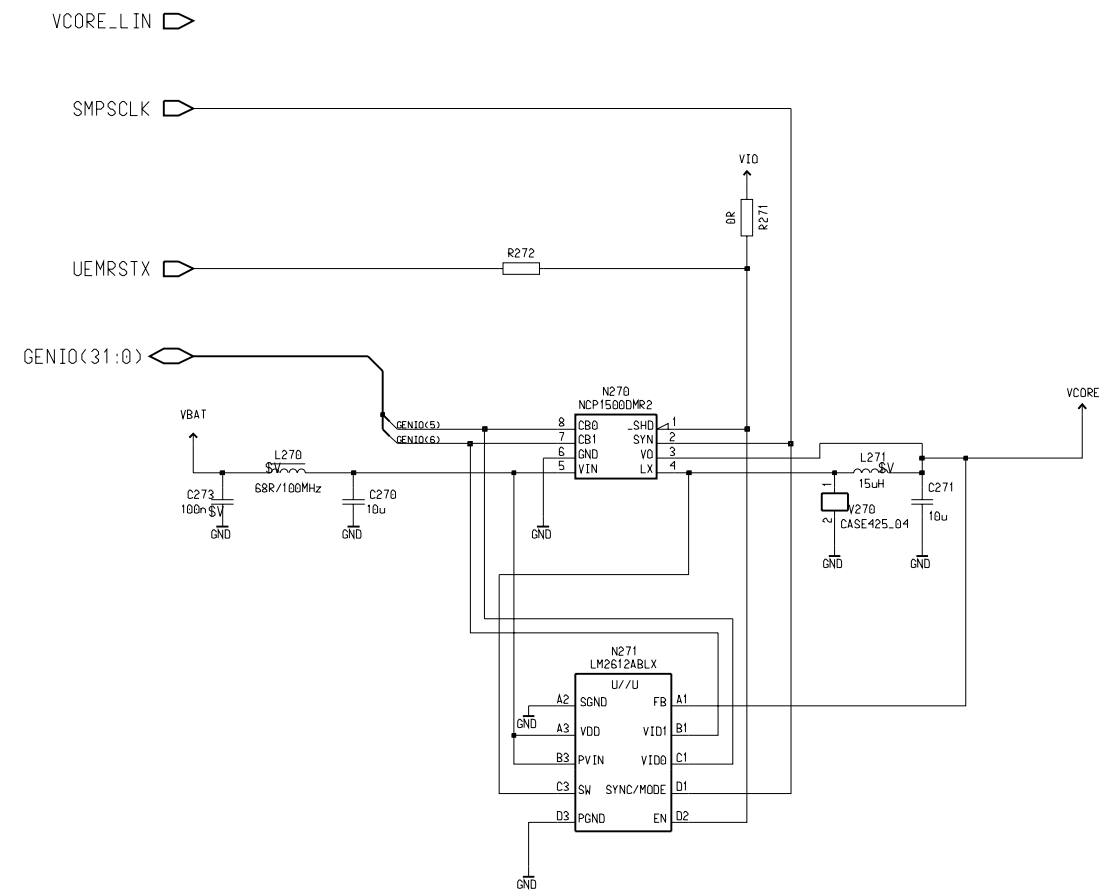 VCORE_LIN
SMPSCLK
VIO
0R
R271
R272
UEMRSTX
GENIO(31:0)
N270
NCP1500DMR2
VBAT
VCORE
GENIO(5)
GENIO(6)
8 CB0 _SHD 1
7 CB1 SYN 2
6 GND VO 3
5 VIN LX 4
L270
$V
68R/100MHz
L271
$V
15uH
C273
100n $V
C270
10u
C271
10u
1
V270
2
CASE425_04
GND
GND
GND
GND
GND
N271
LM2612ABLX
U//U
A2 SGND FB A1
GND
A3 VDD VID1 B1
B3 PVIN VID0 C1
C3 SW SYNC/MODE D1
D3 PGND EN D2
GND